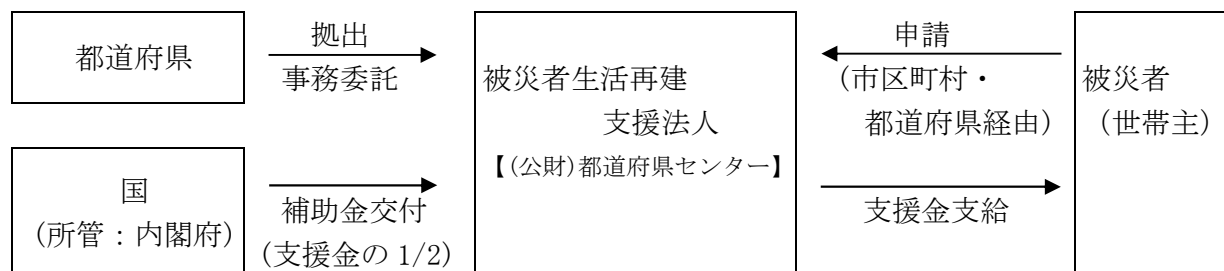 都道府県
拠出
事務委託
国
(所管：内閣府)
補助金交付
(支援金の 1/2)
被災者生活再建
支援法人
【(公財)都道府県センター】
申請
(市区町村・
都道府県経由)
支援金支給
被災者
(世帯主)